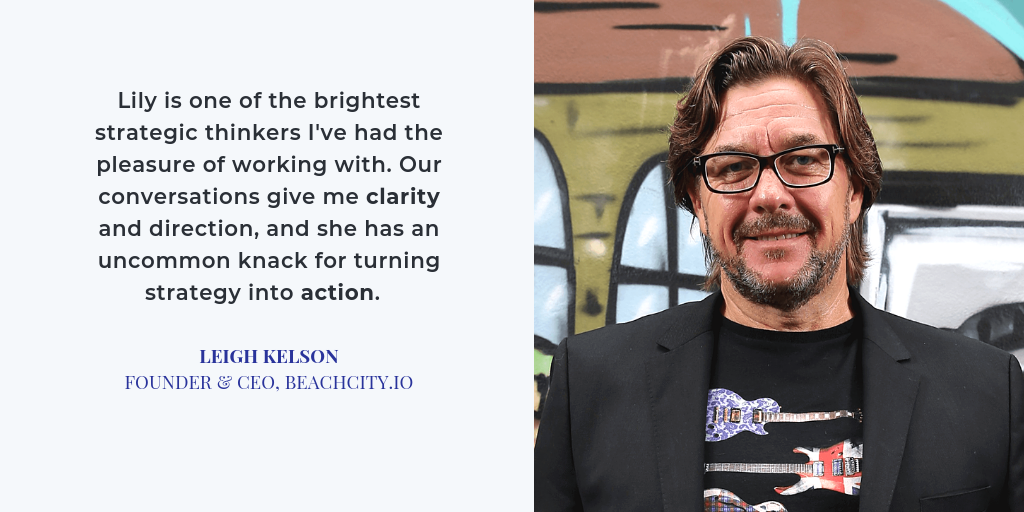 Lily is one of the brightest
strategic thinkers I've had the
pleasure of working with. Our
conversations give me clarity
and direction, and she has an
uncommon knack for turning
strategy into action.
LEIGH KELSON
FOUNDER & CEO, BEACHCITY.IO